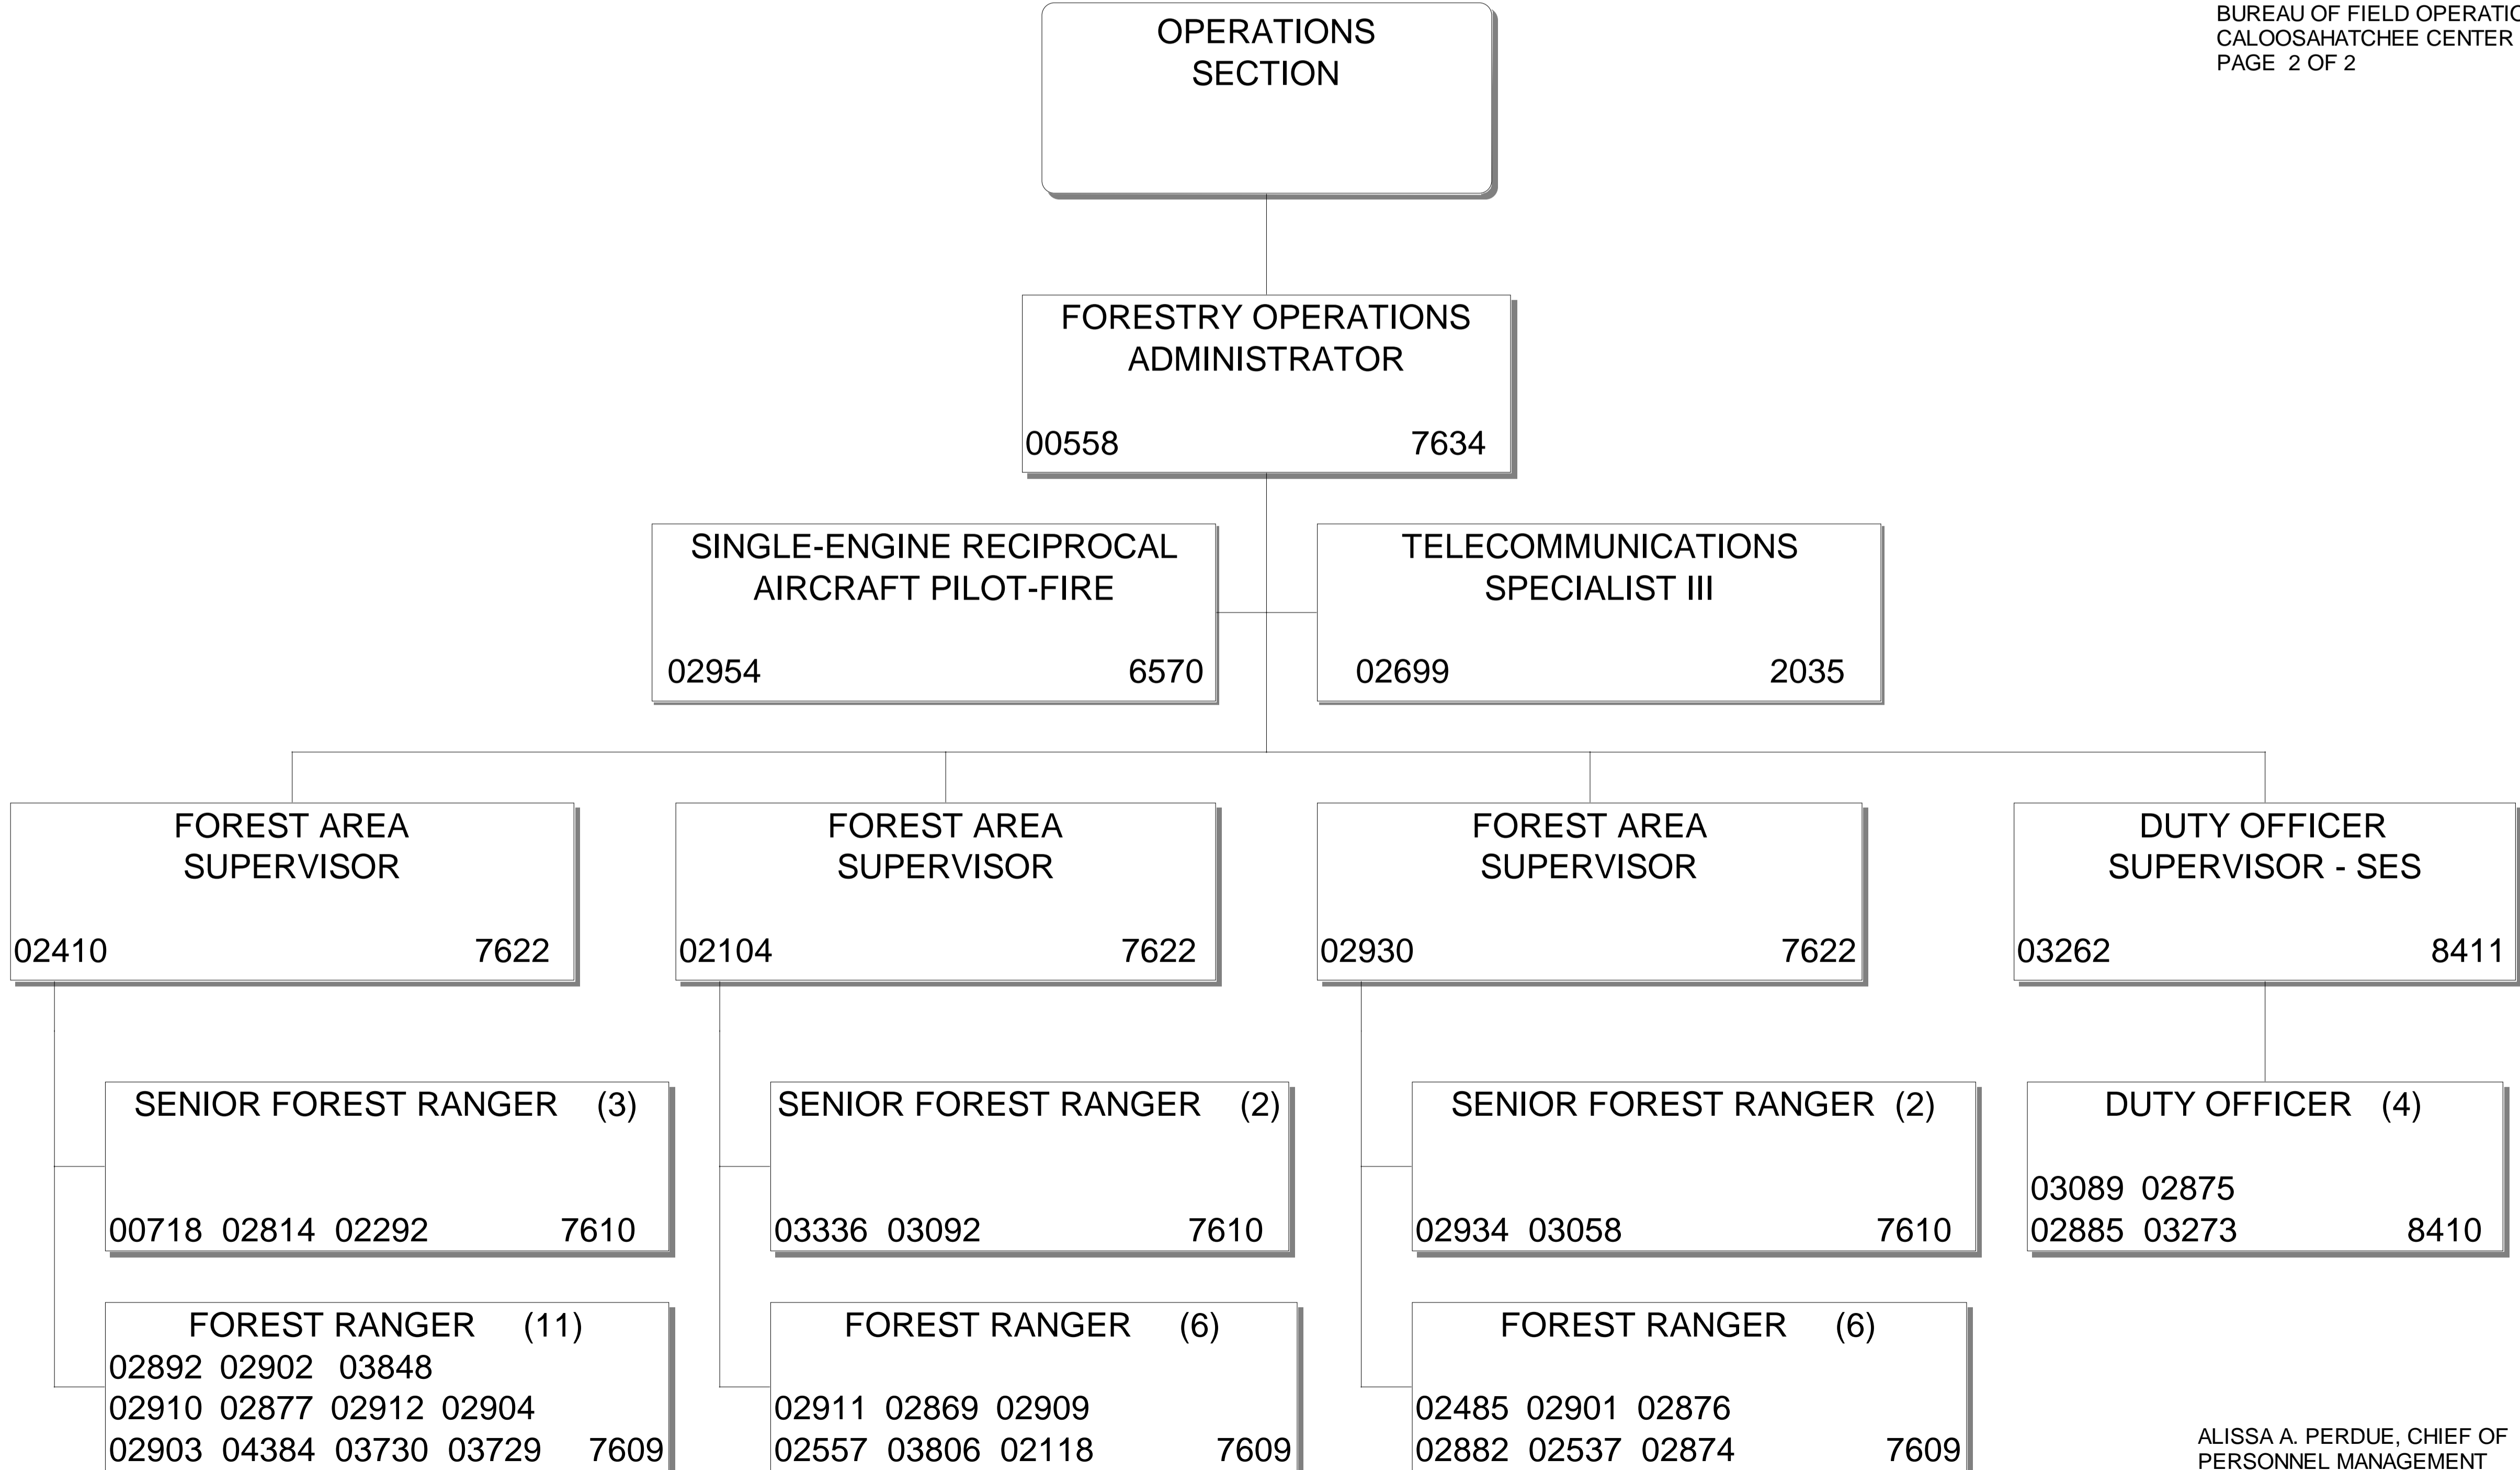 BUREAU OF FIELD
CALOOSAHATCHEE CENTER
PAGE 2 OF 2
OPERATIONS
SECTION
FORESTRY OPERATIONS
ADMINISTRATOR
00558 7634
SINGLE-ENGINE RECIPROCAL
AIRCRAFT PILOT-FIRE
02954 6570
TELECOMMUNICATIONS
SPECIALIST III
02699 2035
FOREST AREA
SUPERVISOR
02410 7622
FOREST AREA
SUPERVISOR
02104 7622
FOREST AREA
SUPERVISOR
02930 7622
DUTY OFFICER
SUPERVISOR - SES
03262 8411
SENIOR FOREST RANGER (3)
00718 02814 02292 7610
SENIOR FOREST RANGER (2)
03336 03092 7610
SENIOR FOREST RANGER (2)
02934 03058 7610
DUTY OFFICER (4)
03089 02875
02885 03273 8410
FOREST RANGER (11)
02892 02902 03848
02910 02877 02912 02904
02903 04384 03730 03729 7609
FOREST RANGER (6)
02911 02869 02909
02557 03806 02118 7609
FOREST RANGER (6)
02485 02901 02876
02882 02537 02874 7609
ALISSA A. PERDUE, CHIEF OF
PERSONNEL MANAGEMENT